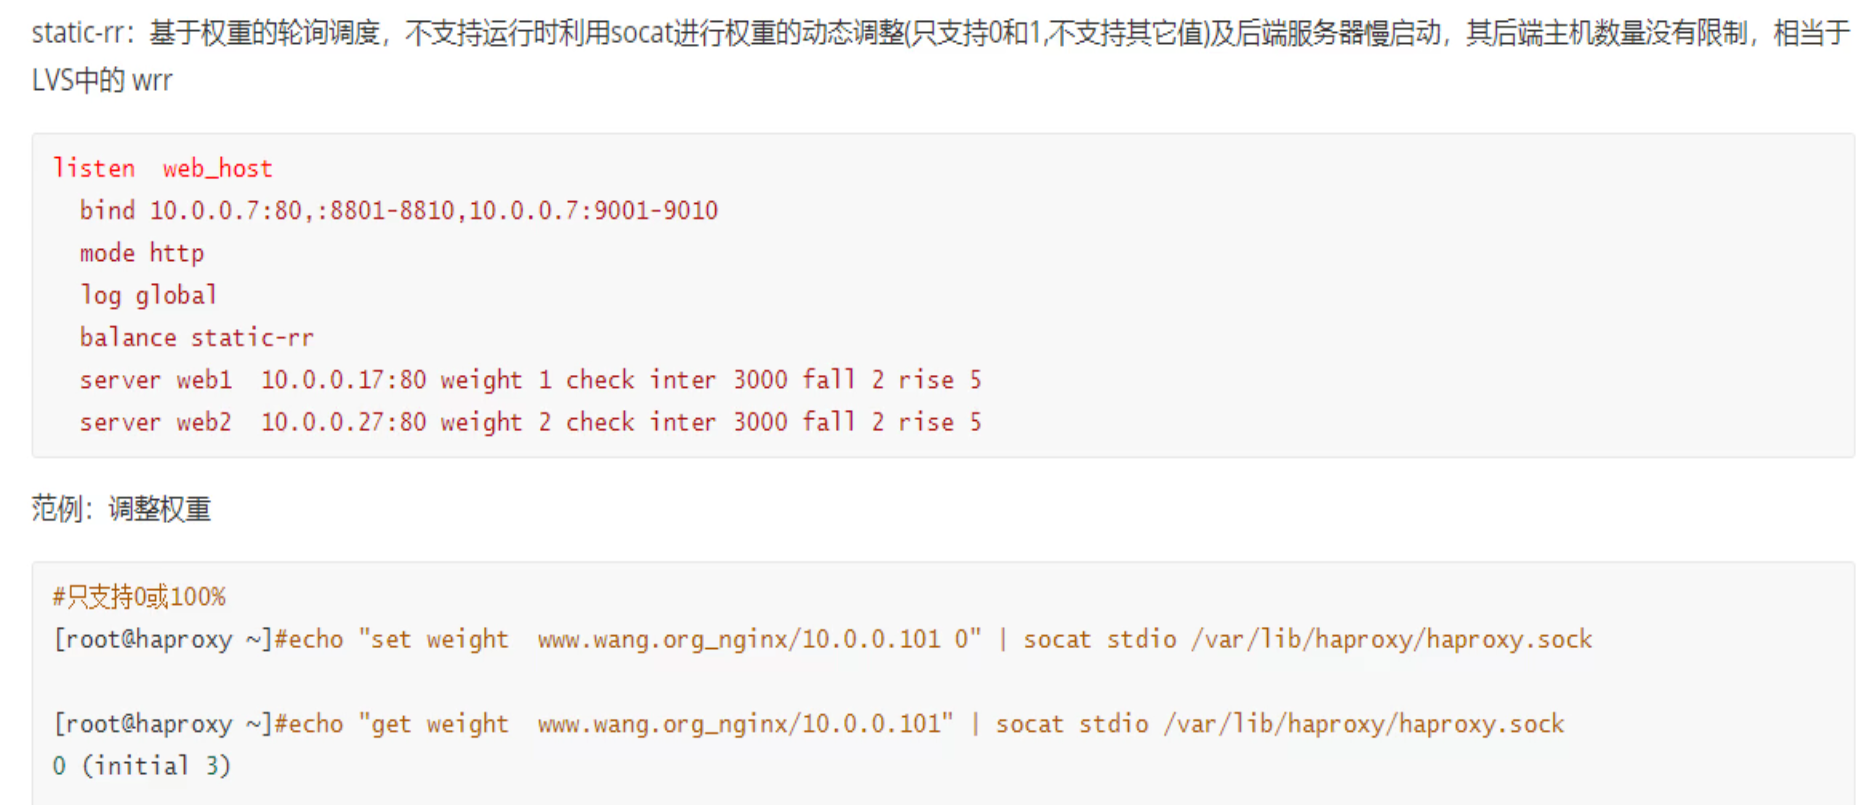 static-rr：基于权重的轮询调度，不支持运行时利用socat进行权重的动态调整(只支持0和1,不支持其它值)及后端服务器慢启动，其后端主机数量没有限制，相当于
LVS中的 wrr
listen  web_host
  bind 10.0.0.7:80,:8801-8810,10.0.0.7:9001-9010
  mode http
  log global
  balance static-rr
  server web1  10.0.0.17:80 weight 1 check inter 3000 fall 2 rise 5
  server web2  10.0.0.27:80 weight 2 check inter 3000 fall 2 rise 5
范例：调整权重
#只支持0或100%
[root@haproxy ~]#echo "set weight  www.wang.org_nginx/10.0.0.101 0" | socat stdio /var/lib/haproxy/haproxy.sock
[root@haproxy ~]#echo "get weight  www.wang.org_nginx/10.0.0.101" | socat stdio /var/lib/haproxy/haproxy.sock
0 (initial 3)